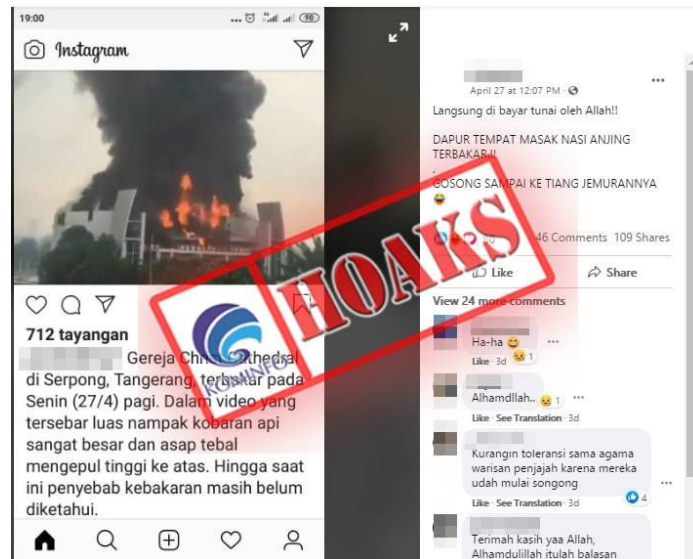 19:00
90
Instagram
712 tayangan
Gereja Christ Cathedral
di Serpong, Tangerang, terbakar pada
Senin (27/4) pagi. Dalam video yang
tersebar luas nampak kobaran api
sangat besar dan asap tebal
mengepul tinggi ke atas. Hingga saat
ini penyebab kebakaran masih belum
diketahui.
KOMINFO
HOAKS
April 27 at 12:07 PM
Langsung di bayar tunai oleh Allah!!
DAPUR TEMPAT MASAK NASI ANJING
TERBAKAR!!
.
GOSONG SAMPAI KE TIANG JEMURANNYA
46 Comments 109 Shares
Like Share
View 24 more comments
Ha-ha
1
Like · 3d
Alhamdllah..
1
Like · See Translation · 3d
Kurangin toleransi sama agama
warisan penjajah karena mereka
udah mulai songong
4
Like · See Translation · 3d
Terimah kasih yaa Allah,
Alhamdulillah itulah balasan